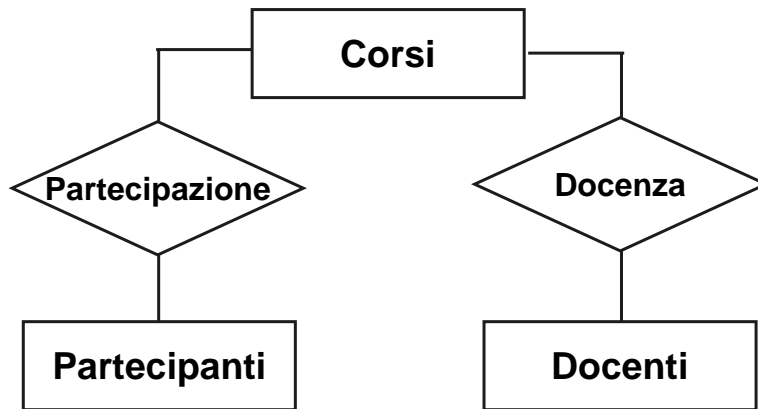 Corsi
Partecipazione
Docenza
Partecipanti
Docenti